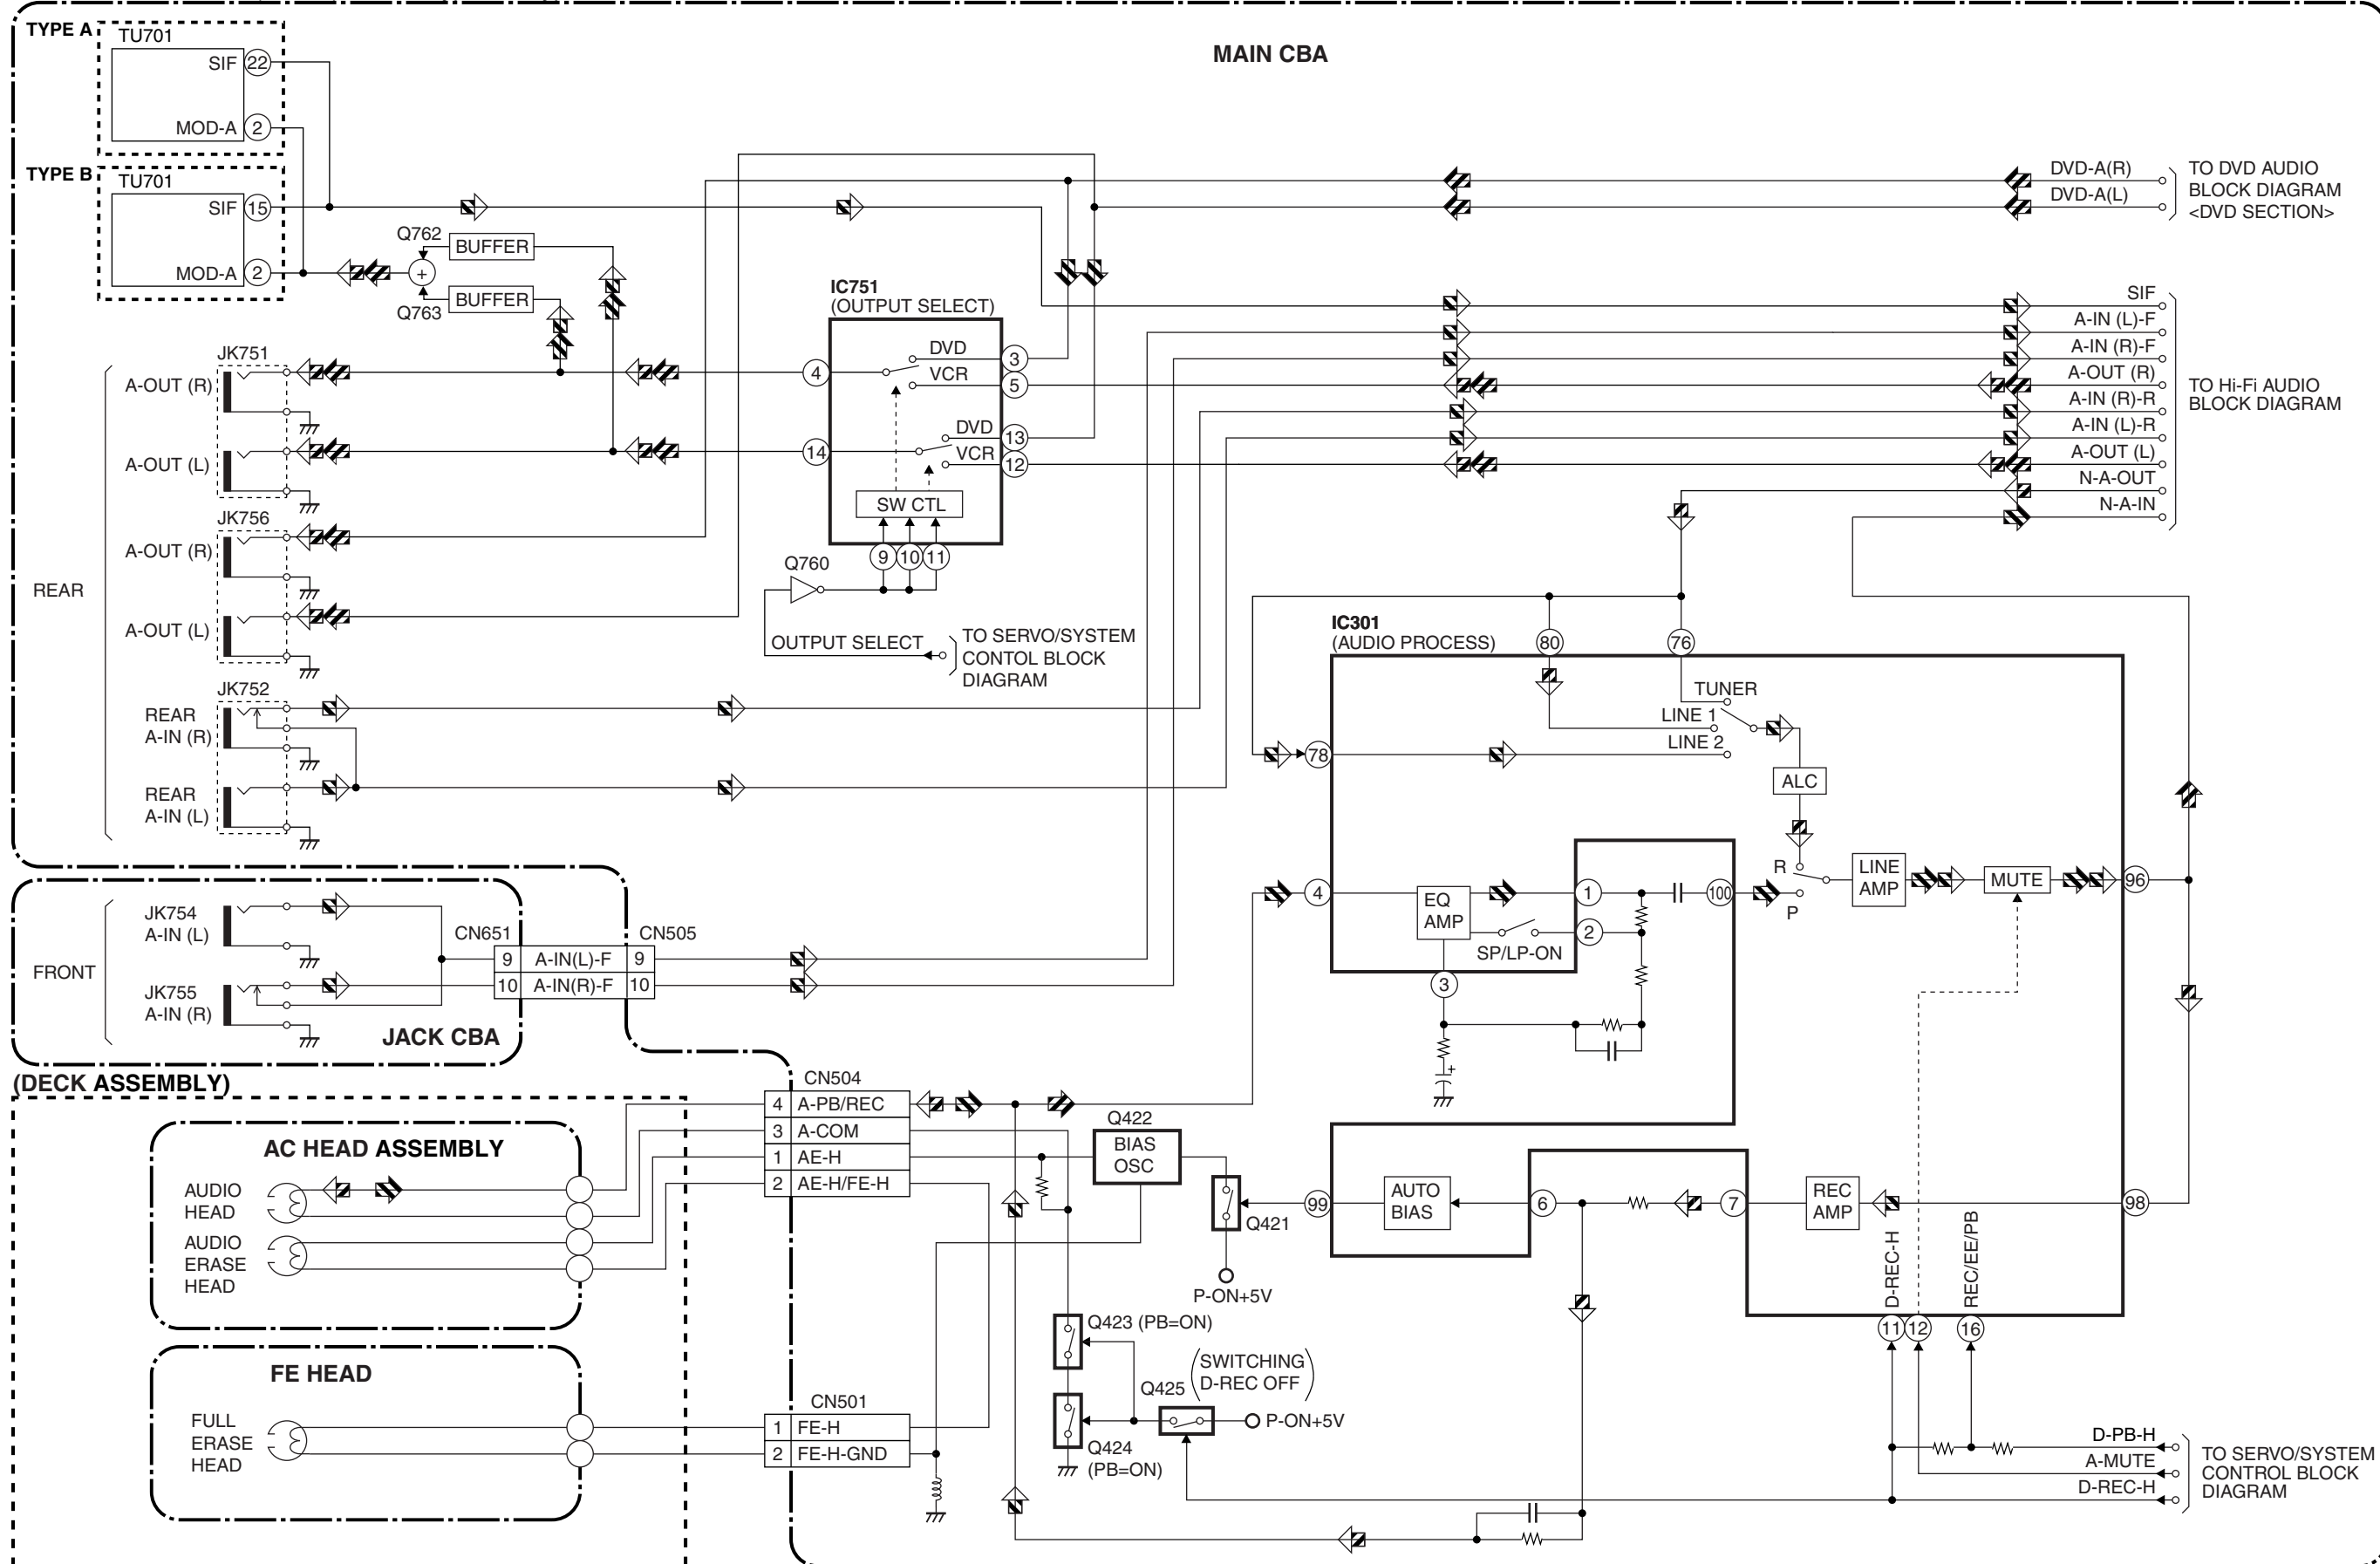 MAIN CBA
TYPE A
TU701
SIF 22
MOD-A 2
TYPE B
TU701
SIF 15
MOD-A 2
Q762
BUFFER
+
BUFFER
Q763
DVD-A(R)
DVD-A(L)
TO DVD AUDIO
BLOCK DIAGRAM
<DVD SECTION>
IC751
(OUTPUT SELECT)
DVD 3
4 VCR 5
DVD 13
14 VCR 12
SW CTL
9 10 11
Q760
OUTPUT SELECT
TO SERVO/SYSTEM
CONTOL BLOCK
DIAGRAM
SIF
A-IN (L)-F
A-IN (R)-F
A-OUT (R)
A-IN (R)-R
A-IN (L)-R
A-OUT (L)
N-A-OUT
N-A-IN
TO Hi-Fi AUDIO
BLOCK DIAGRAM
REAR
JK751
A-OUT (R)
A-OUT (L)
JK756
A-OUT (R)
A-OUT (L)
JK752
REAR
A-IN (R)
REAR
A-IN (L)
IC301
(AUDIO PROCESS)
80 76
TUNER
LINE 1
LINE 2
78
ALC
R
P
LINE
AMP
MUTE
96
4
EQ
AMP
1
100
2
SP/LP-ON
3
+
FRONT
JK754
A-IN (L)
JK755
A-IN (R)
JACK CBA
CN651
CN505
9 A-IN(L)-F 9
10 A-IN(R)-F 10
(DECK ASSEMBLY)
AC HEAD ASSEMBLY
AUDIO
HEAD
AUDIO
ERASE
HEAD
FE HEAD
FULL
ERASE
HEAD
CN504
4 A-PB/REC
3 A-COM
1 AE-H
2 AE-H/FE-H
CN501
1 FE-H
2 FE-H-GND
Q422
BIAS
OSC
Q421
P-ON+5V
99
AUTO
BIAS
6
7
REC
AMP
98
D-REC-H
REC/EE/PB
11 12 16
Q423 (PB=ON)
(SWITCHING
D-REC OFF)
Q425
P-ON+5V
Q424
(PB=ON)
D-PB-H
A-MUTE
D-REC-H
TO SERVO/SYSTEM
CONTROL BLOCK
DIAGRAM